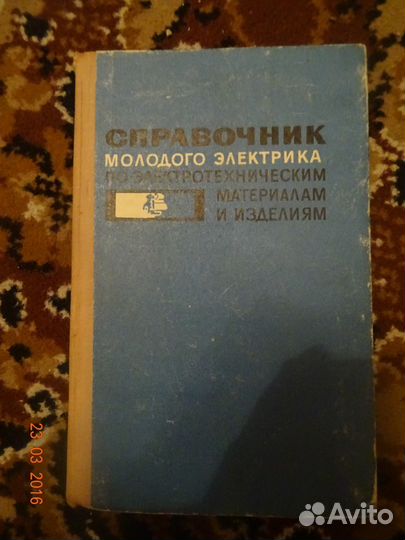 СПРАВОЧНИК
МОЛОДОГО ЭЛЕКТРИКА
ПО ЭЛЕКТРОТЕХНИЧЕСКИМ
МАТЕРИАЛАМ
И ИЗДЕЛИЯМ
23 03 2016
Avito